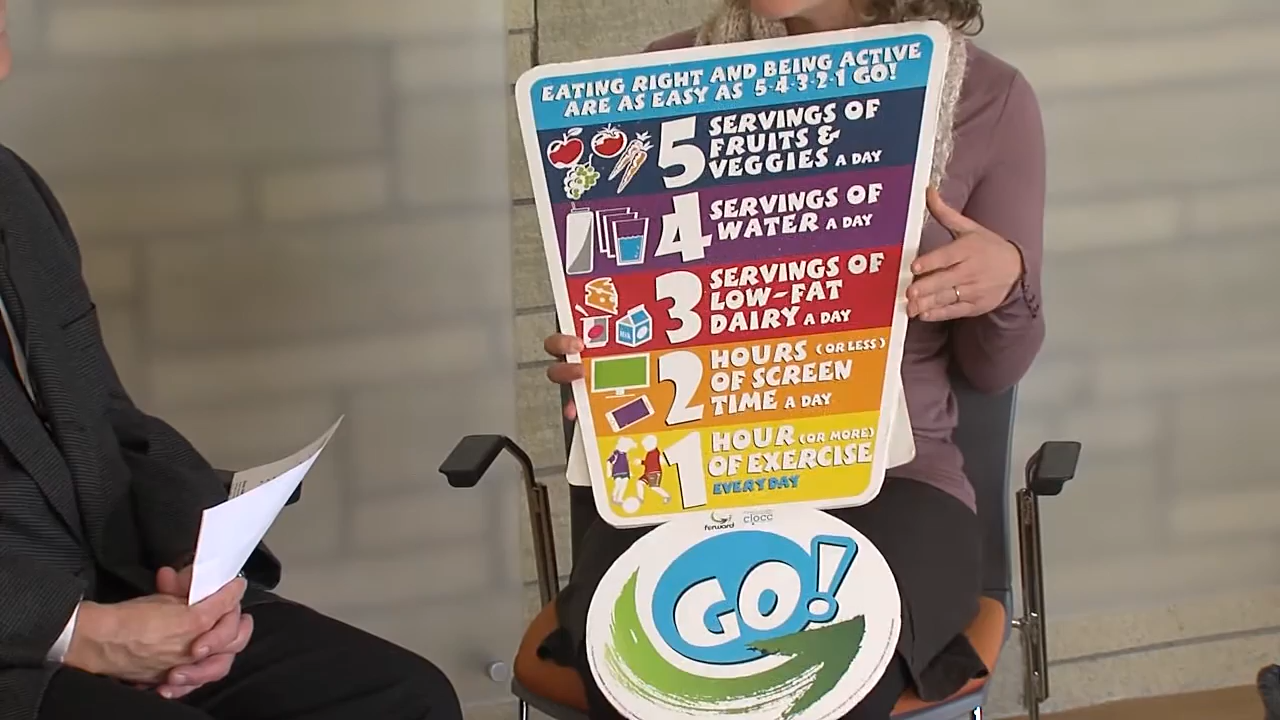 EATING RIGHT AND BEING ACTIVE
ARE AS EASY AS 5-4-3-2-1 GO!
5 SERVINGS OF
FRUITS &
VEGGIES A DAY
4 SERVINGS OF
WATER A DAY
3 SERVINGS OF
LOW-FAT
DAIRY A DAY
MILK
2 HOURS (OR LESS)
OF SCREEN
TIME A DAY
1 HOUR (OR MORE)
OF EXERCISE
EVERY DAY
forward clocc
GO!